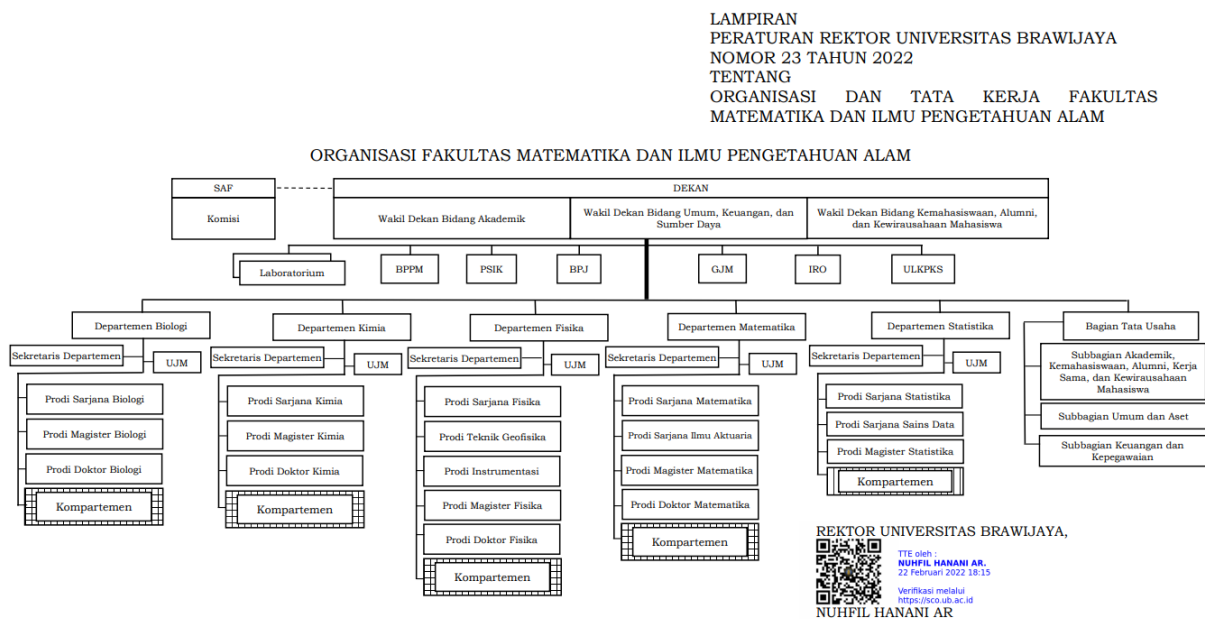 LAMPIRAN
PERATURAN REKTOR UNIVERSITAS BRAWIJAYA
NOMOR 23 TAHUN 2022
TENTANG
ORGANISASI DAN TATA KERJA FAKULTAS
MATEMATIKA DAN ILMU PENGETAHUAN ALAM
ORGANISASI FAKULTAS MATEMATIKA DAN ILMU PENGETAHUAN ALAM
SAF
Komisi
DEKAN
Wakil Dekan Bidang Akademik
Wakil Dekan Bidang Umum, Keuangan, dan
Sumber Daya
Wakil Dekan Bidang Kemahasiswaan, Alumni,
dan Kewirausahaan Mahasiswa
Laboratorium
BPPM
PSIK
BPJ
GJM
IRO
ULKPKS
Departemen Biologi
Sekretaris Departemen
UJM
Prodi Sarjana Biologi
Prodi Magister Biologi
Prodi Doktor Biologi
Kompartemen
Departemen Kimia
Sekretaris Departemen
UJM
Prodi Sarjana Kimia
Prodi Magister Kimia
Prodi Doktor Kimia
Kompartemen
Departemen Fisika
Sekretaris Departemen
UJM
Prodi Sarjana Fisika
Prodi Teknik Geofisika
Prodi Instrumentasi
Prodi Magister Fisika
Prodi Doktor Fisika
Kompartemen
Departemen Matematika
Sekretaris Departemen
UJM
Prodi Sarjana Matematika
Prodi Sarjana Ilmu Aktuaria
Prodi Magister Matematika
Prodi Doktor Matematika
Kompartemen
Departemen Statistika
Sekretaris Departemen
UJM
Prodi Sarjana Statistika
Prodi Sarjana Sains Data
Prodi Magister Statistika
Kompartemen
Bagian Tata Usaha
Subbagian Akademik,
Kemahasiswaan, Alumni, Kerja
Sama, dan Kewirausahaan
Mahasiswa
Subbagian Umum dan Aset
Subbagian Keuangan dan
Kepegawaian
REKTOR UNIVERSITAS BRAWIJAYA,
TTE oleh :
NUHFIL HANANI AR.
22 Februari 2022 18:15
Verifikasi melalui
https://sco.ub.ac.id
NUHFIL HANANI AR